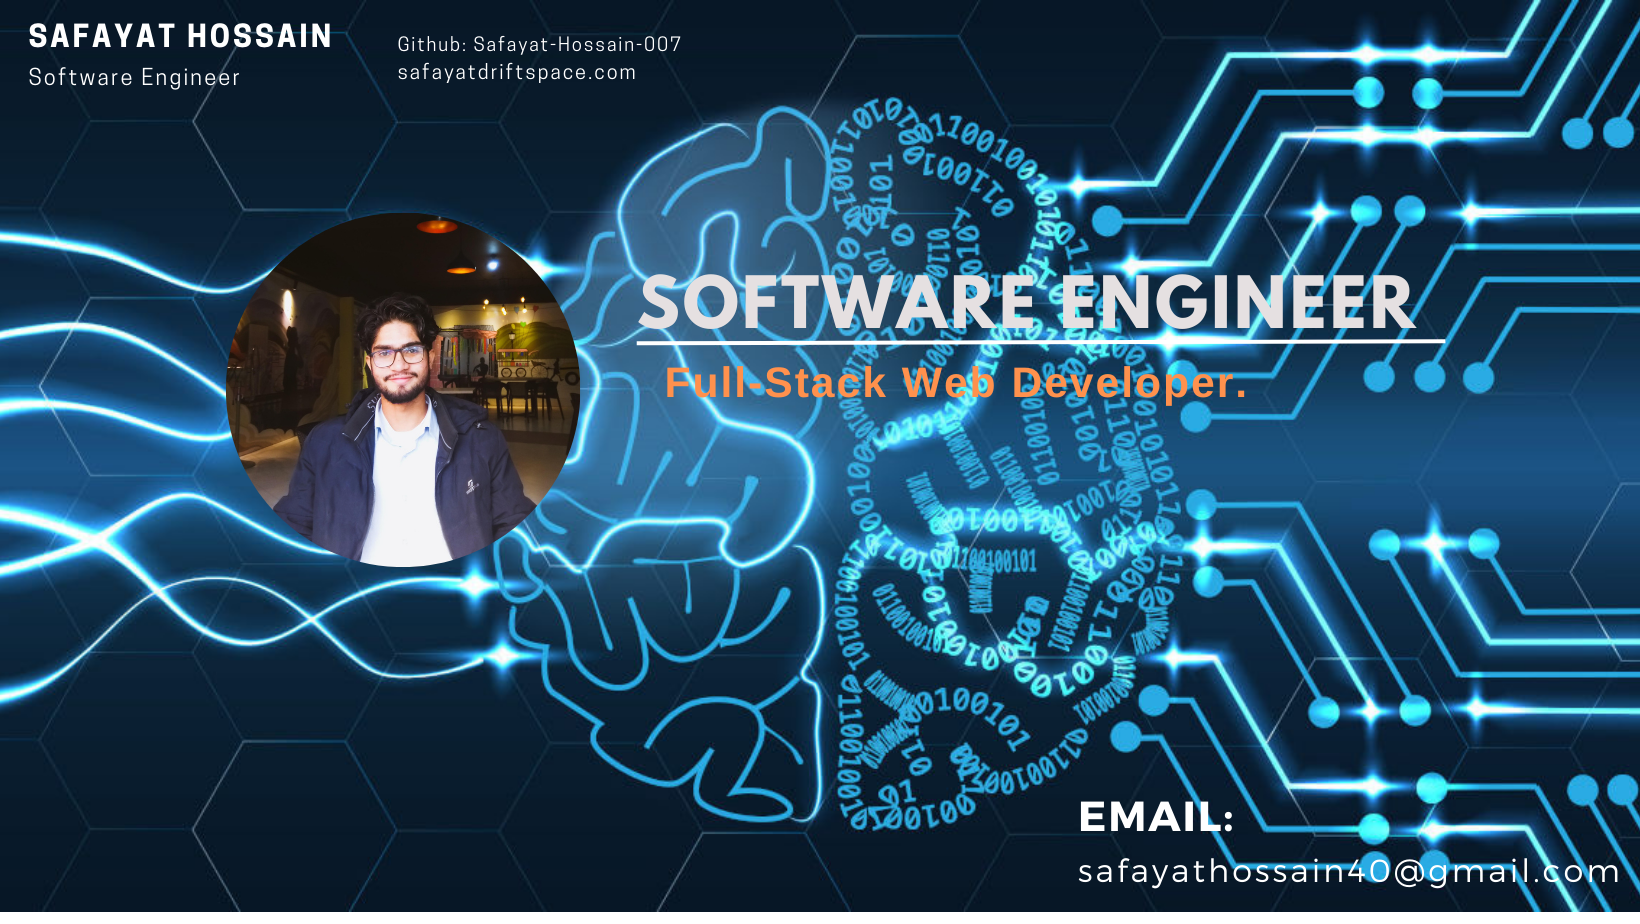 SAFAYAT HOSSAIN
Software Engineer
Github: Safayat-Hossain-007
safayatdriftspace.com
SOFTWARE ENGINEER
Full-Stack Web Developer.
EMAIL:
safayathossain40@gmail.com